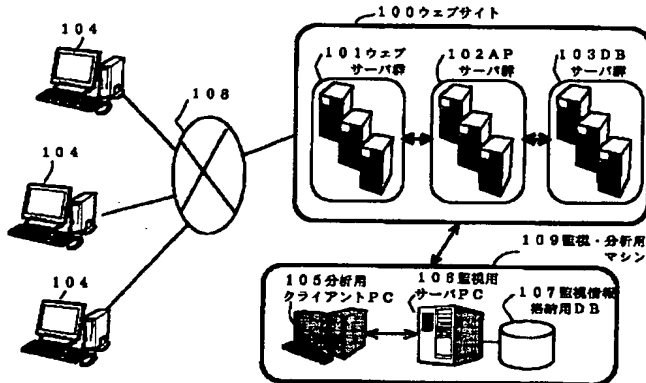 100ウェブサイト
104
101ウェブ
サーバ群
102AP
サーバ群
103DB
サーバ群
108
104
109監視・分析用
マシン
104
105分析用
クライアントPC
106監視用
サーバPC
107監視情報
格納用DB